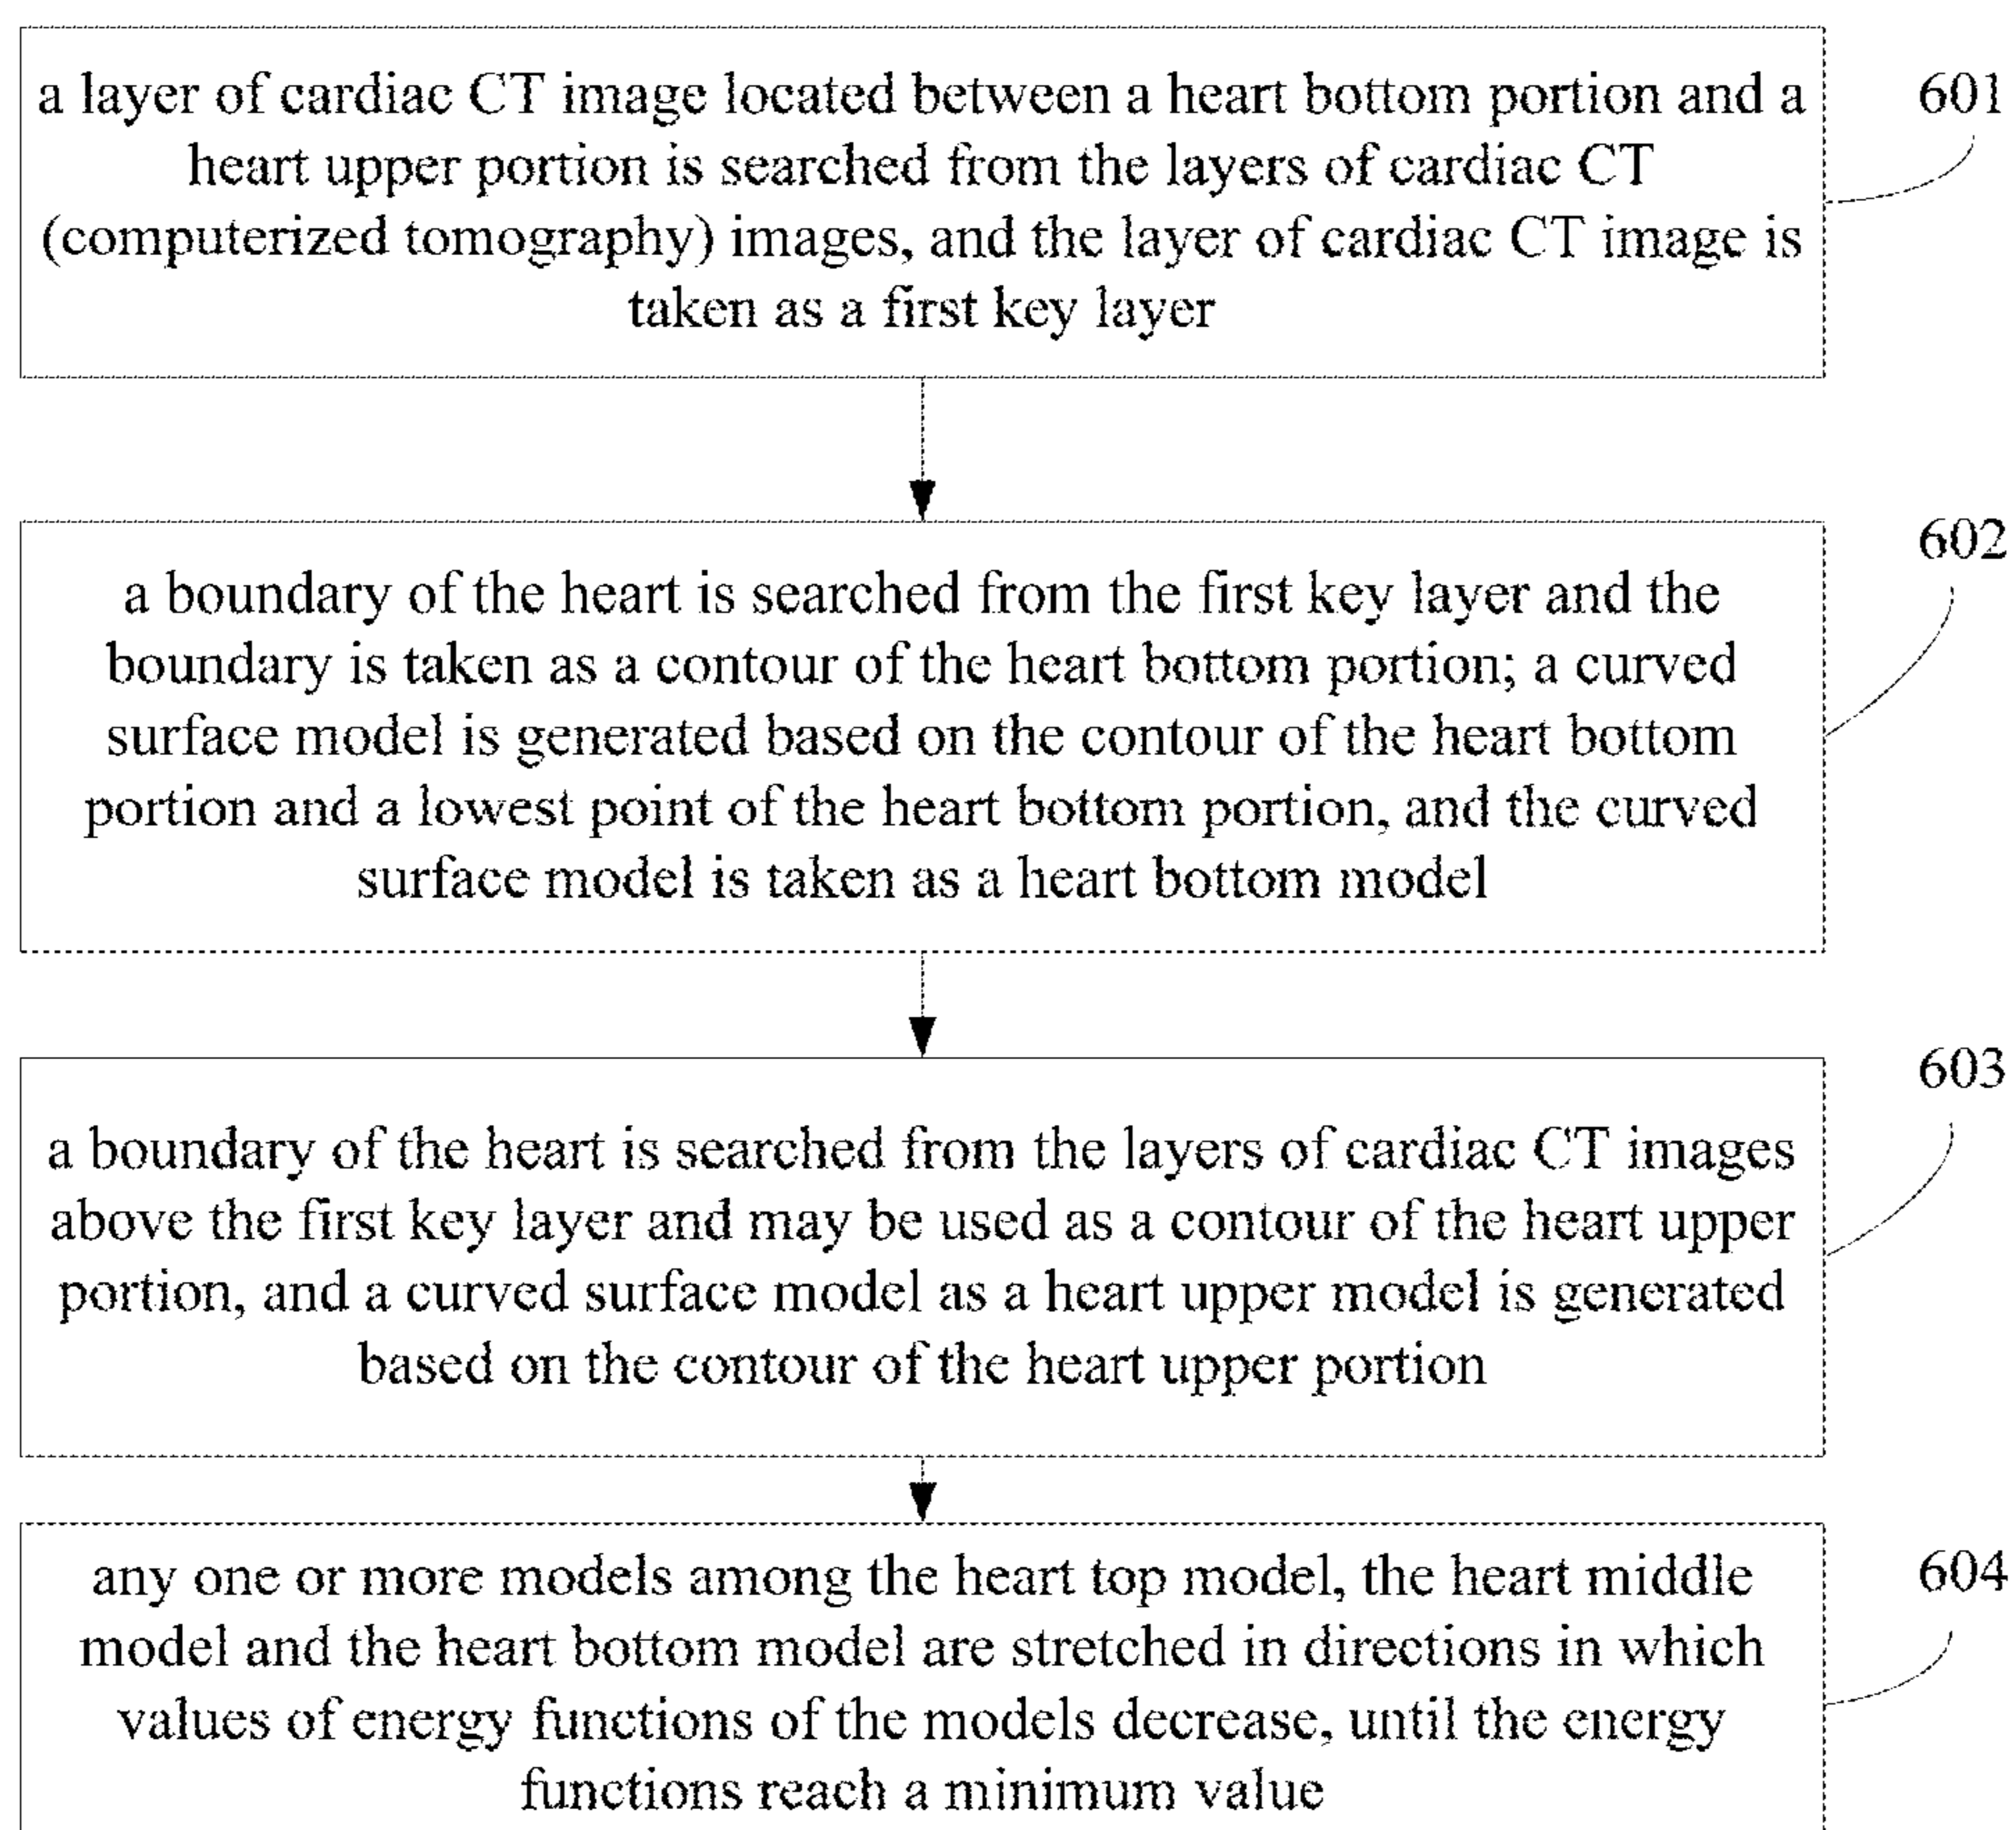 a layer of cardiac CT image located between a heart bottom portion and a
heart upper portion is searched from the layers of cardiac CT
(computerized tomography) images, and the layer of cardiac CT image is
taken as a first key layer
601
a boundary of the heart is searched from the first key layer and the
boundary is taken as a contour of the heart bottom portion; a curved
surface model is generated based on the contour of the heart bottom
portion and a lowest point of the heart bottom portion, and the curved
surface model is taken as a heart bottom model
602
a boundary of the heart is searched from the layers of cardiac CT images
above the first key layer and may be used as a contour of the heart upper
portion, and a curved surface model as a heart upper model is generated
based on the contour of the heart upper portion
603
any one or more models among the heart top model, the heart middle
model and the heart bottom model are stretched in directions in which
values of energy functions of the models decrease, until the energy
functions reach a minimum value
604